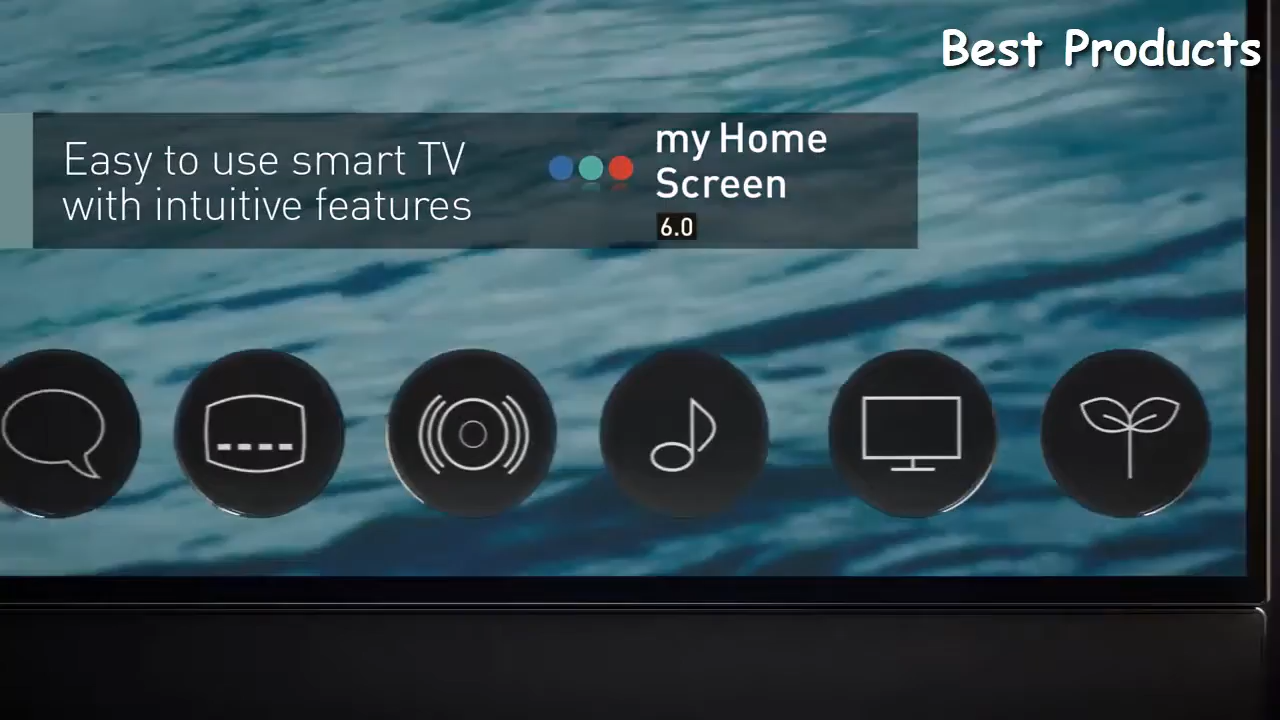 Best Products
Easy to use smart TV
with intuitive features
my Home
Screen
6.0